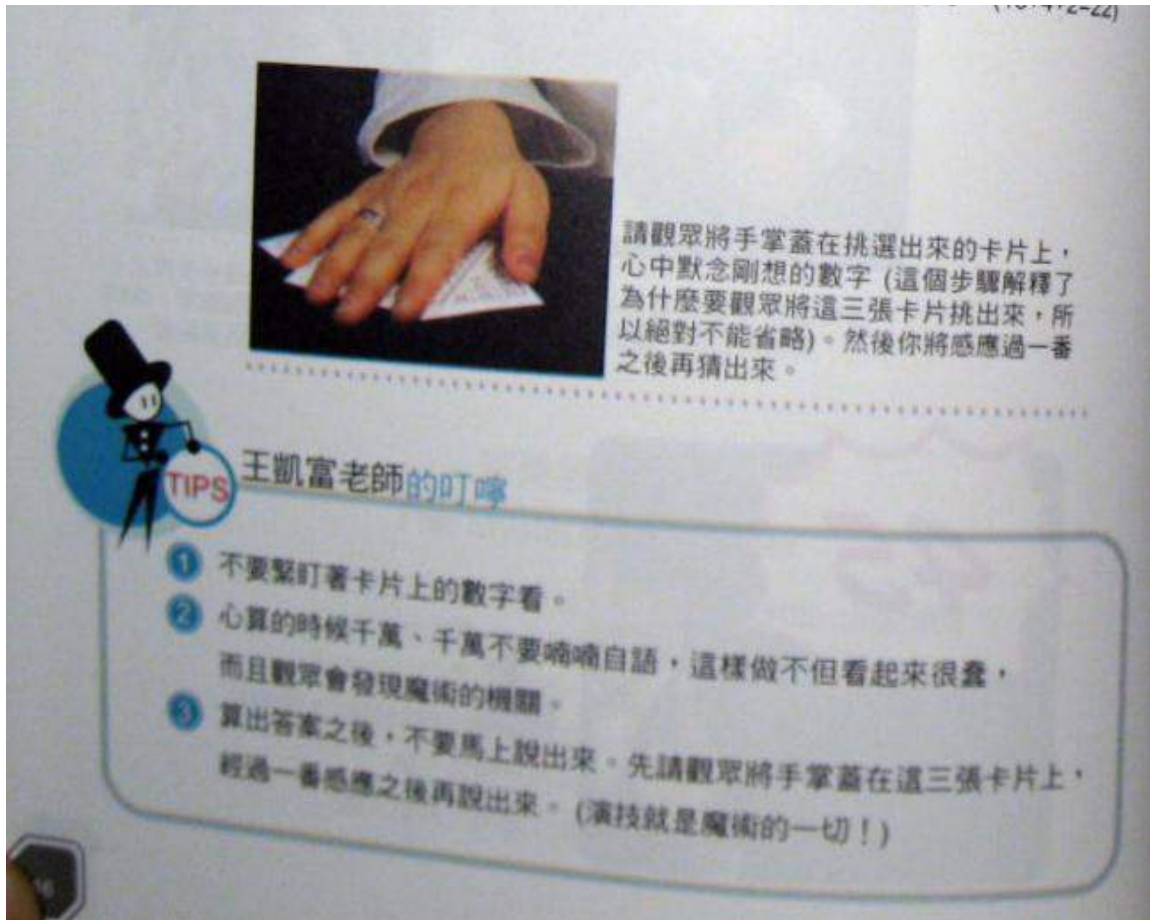 請觀眾將手掌蓋在挑選出來的卡片上，
心中默念剛想的數字 (這個步驟解釋了
為什麼要觀眾將這三張卡片挑出來，所
以絕對不能省略)。然後你將感應過一番
之後再猜出來。
TIPS
王凱富老師的叮嚀
1 不要緊盯著卡片上的數字看。
2 心算的時候千萬、千萬不要喃喃自語，這樣做不但看起來很蠢，
而且觀眾會發現魔術的機關。
3 算出答案之後，不要馬上說出來。先請觀眾將手掌蓋在這三張卡片上，
經過一番感應之後再說出來。 (演技就是魔術的一切！)